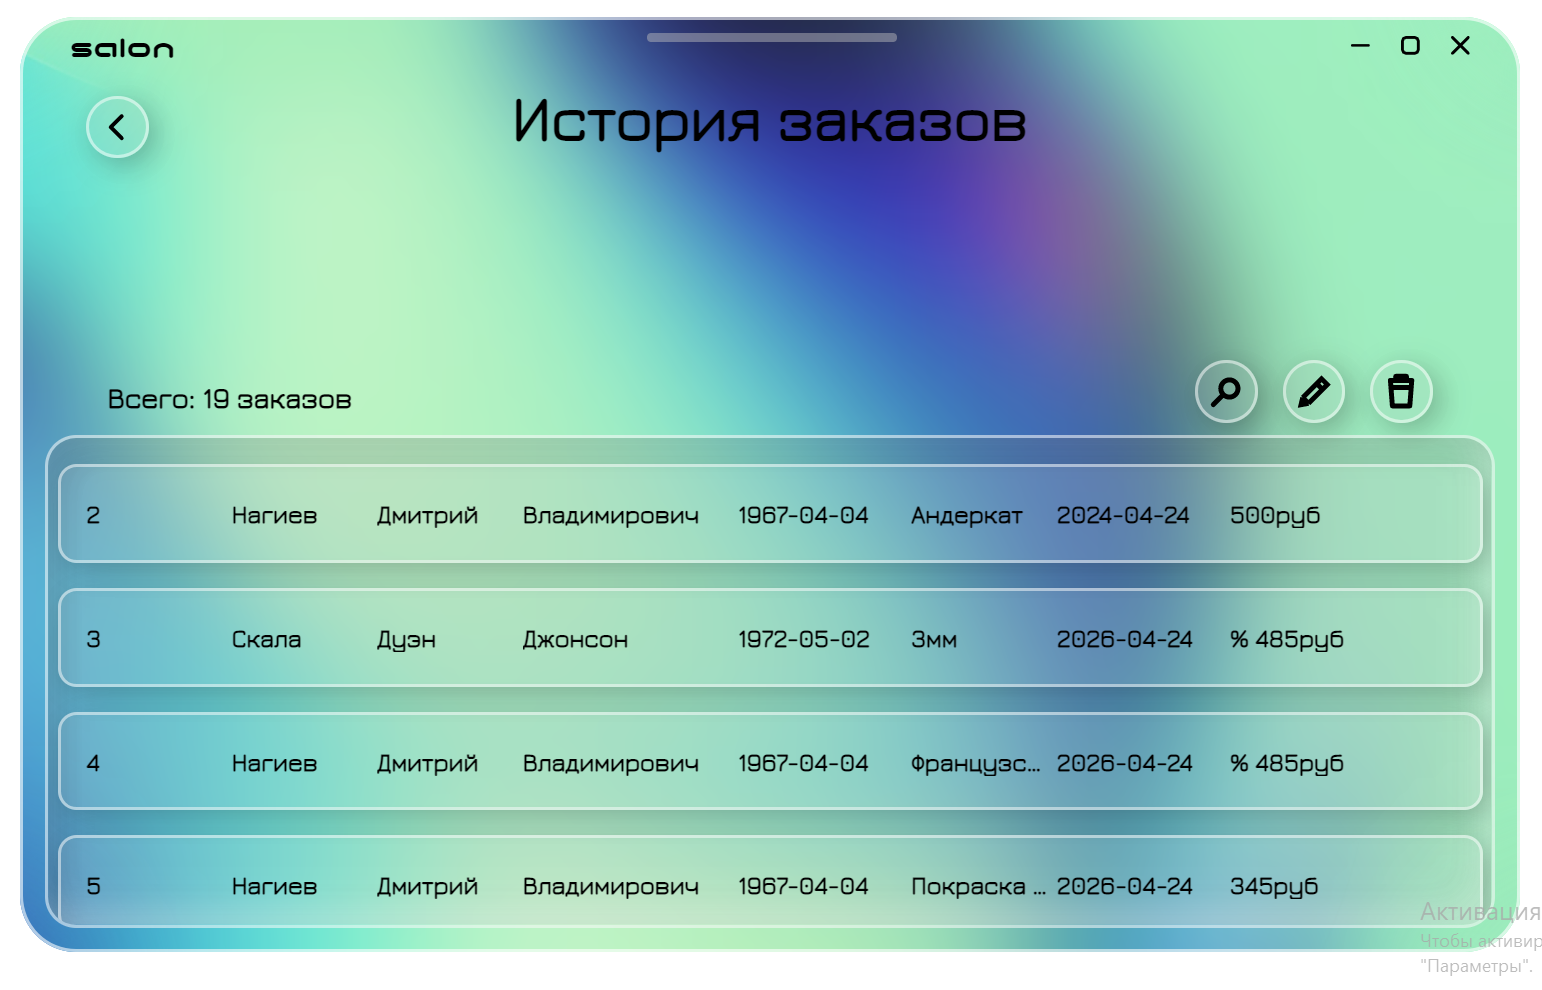 salon
История заказов
Всего: 19 заказов
2 Нагиев Дмитрий Владимирович 1967-04-04 Андеркат 2024-04-24 500руб
3 Скала Дуэн Джонсон 1972-05-02 3мм 2026-04-24 % 485руб
4 Нагиев Дмитрий Владимирович 1967-04-04 Французс... 2026-04-24 % 485руб
5 Нагиев Дмитрий Владимирович 1967-04-04 Покраска ... 2026-04-24 345руб
Активация
Чтобы активир
"Параметры".